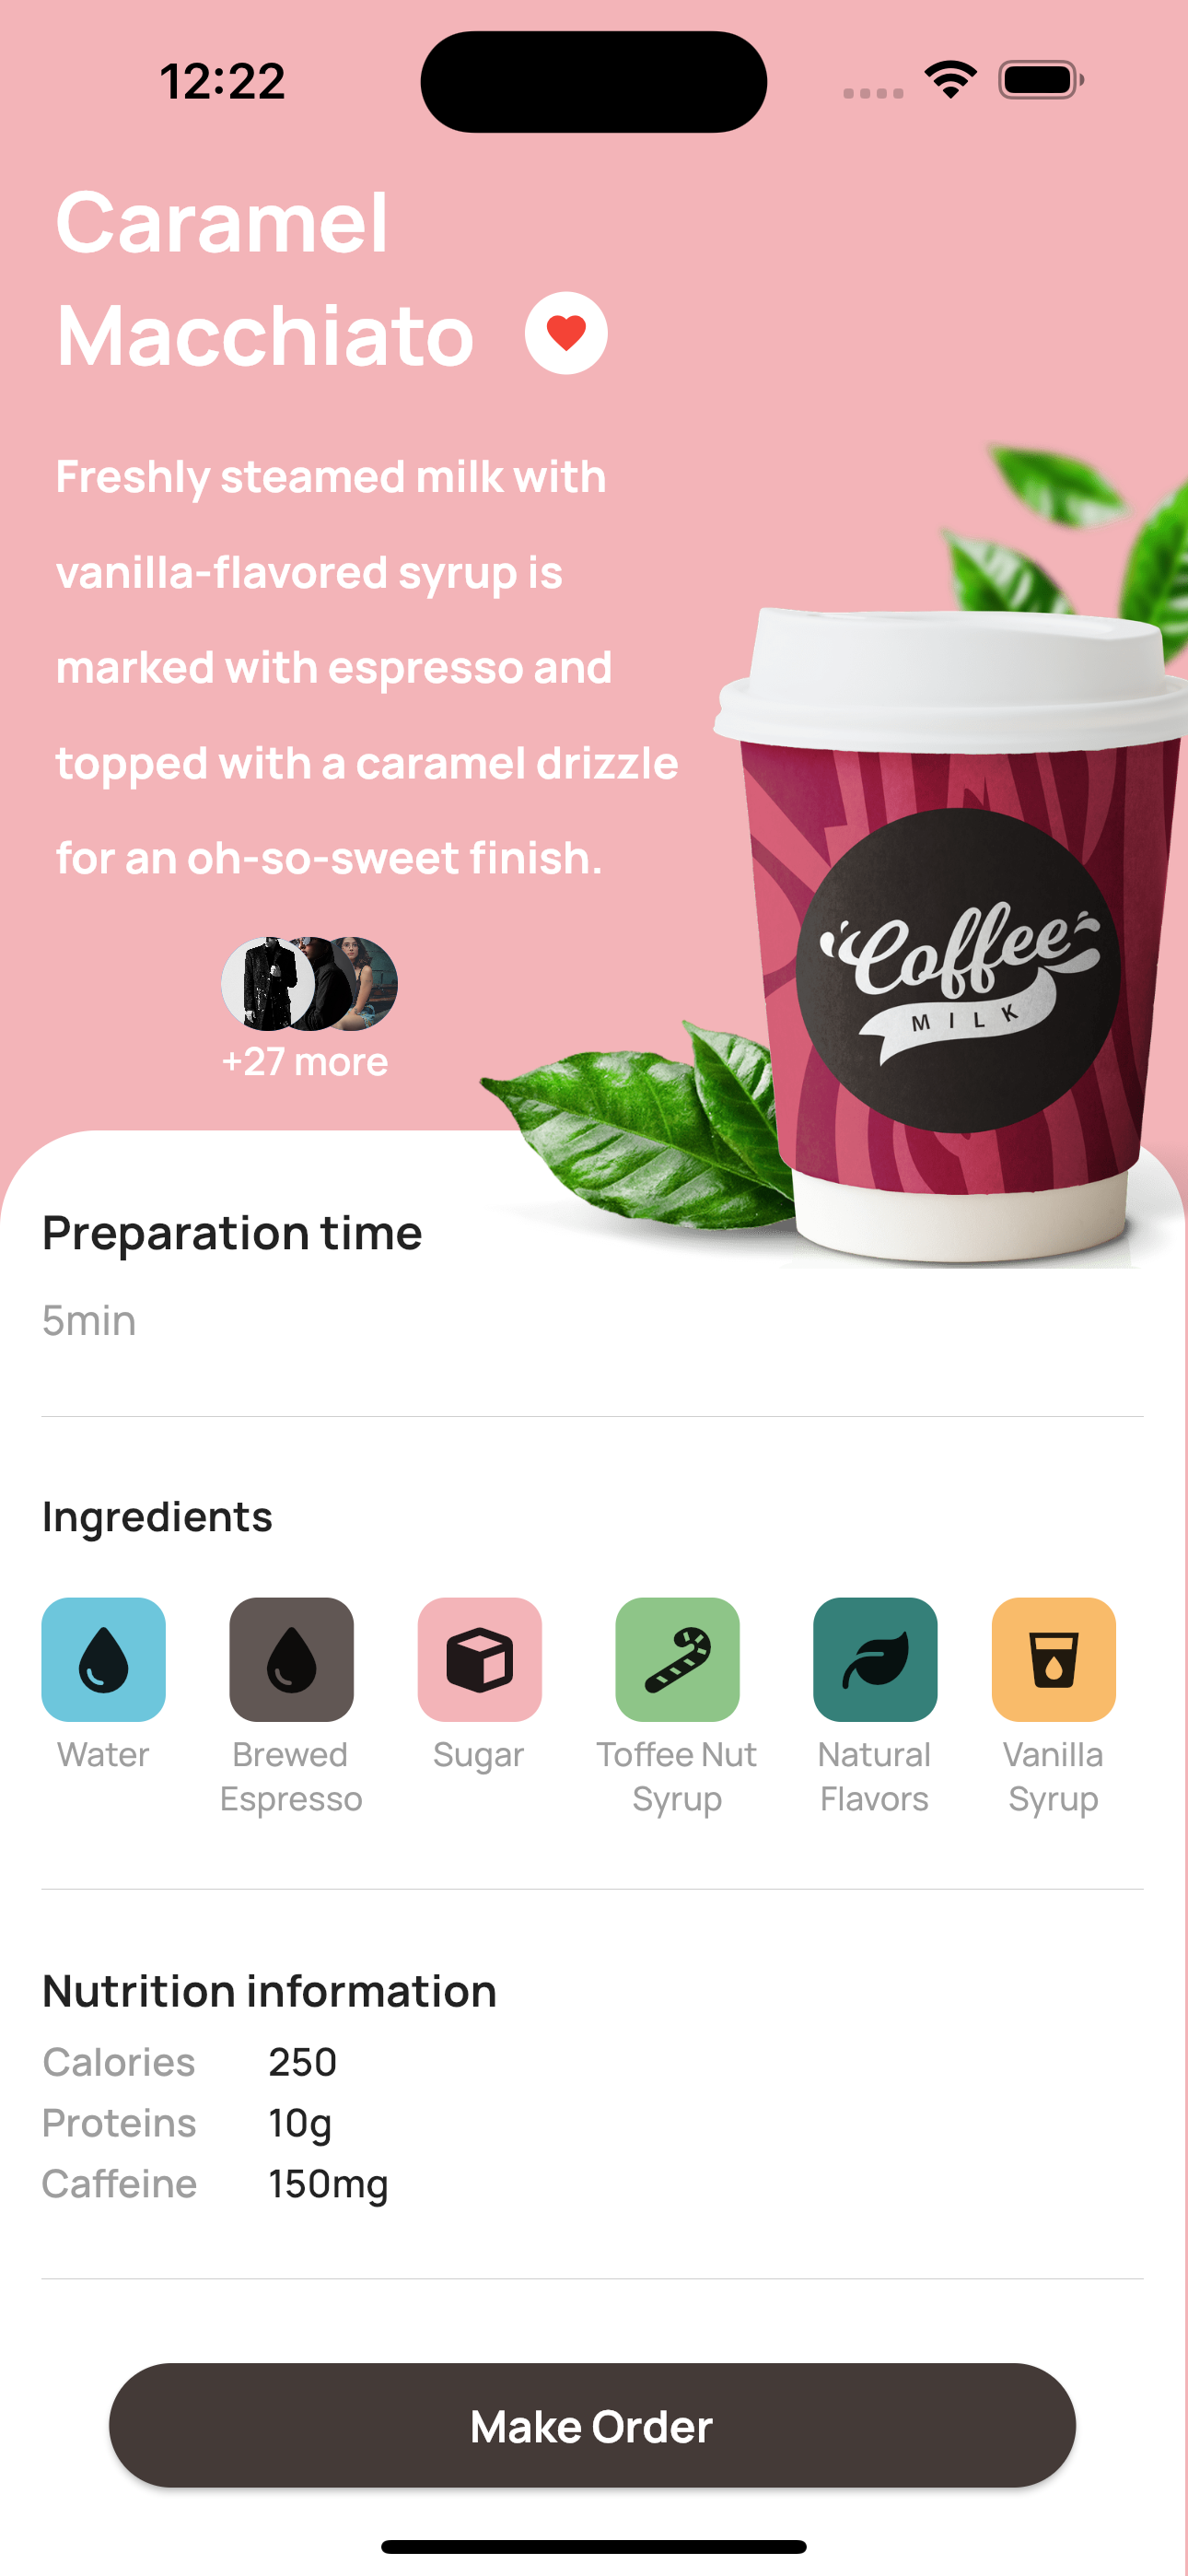 12:22
Caramel
Macchiato
Freshly steamed milk with
vanilla-flavored syrup is
marked with espresso and
topped with a caramel drizzle
for an oh-so-sweet finish.
Coffee
MILK
+27 more
Preparation time
5min
Ingredients
Water
Brewed
Espresso
Sugar
Toffee Nut
Syrup
Natural
Flavors
Vanilla
Syrup
Nutrition information
Calories 250
Proteins 10g
Caffeine 150mg
Make Order